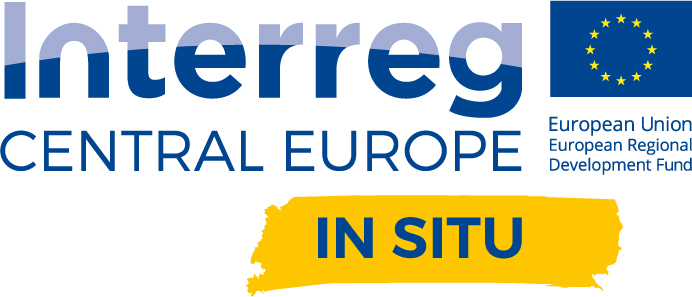 Interreg
CENTRAL EUROPE
European Union
European Regional
Development Fund
IN SITU